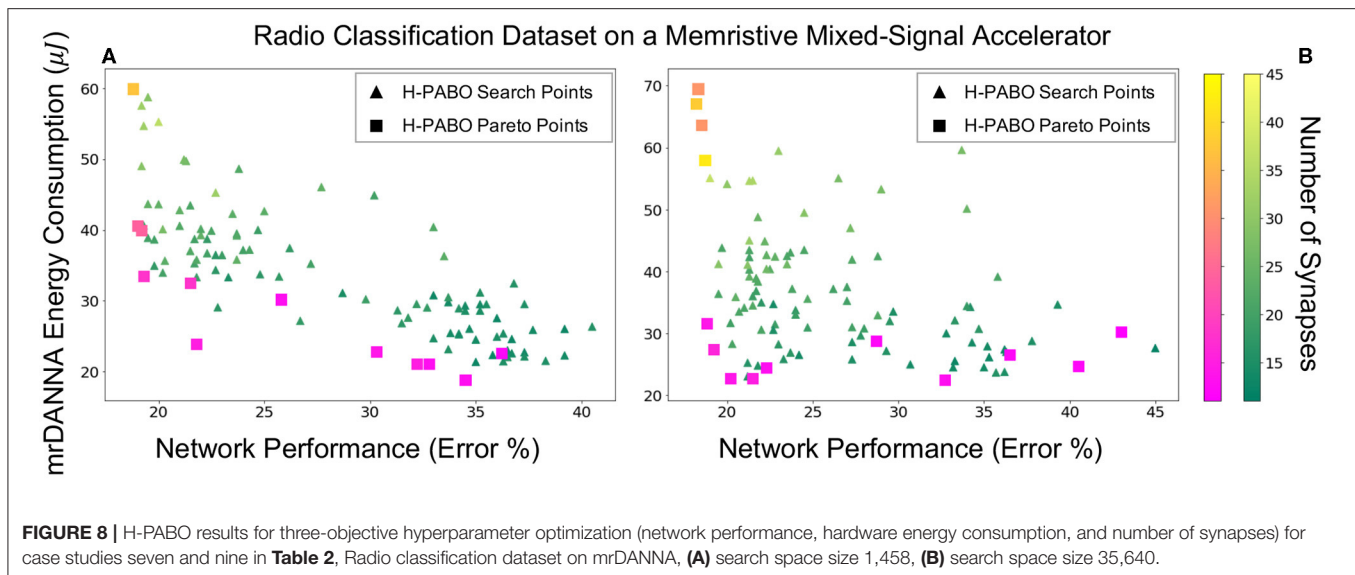 Radio Classification Dataset on a Memristive Mixed-Signal Accelerator
A
B
mrDANNA Energy Consumption (μJ)
60
50
40
30
20
H-PABO Search Points
H-PABO Pareto Points
20
25
30
35
40
Network Performance (Error %)
70
60
50
40
30
20
H-PABO Search Points
H-PABO Pareto Points
20
25
30
35
40
45
Network Performance (Error %)
45
40
35
30
25
20
15
Number of Synapses
FIGURE 8 | H-PABO results for three-objective hyperparameter optimization (network performance, hardware energy consumption, and number of synapses) for
case studies seven and nine in Table 2, Radio classification dataset on mrDANNA, (A) search space size 1,458, (B) search space size 35,640.